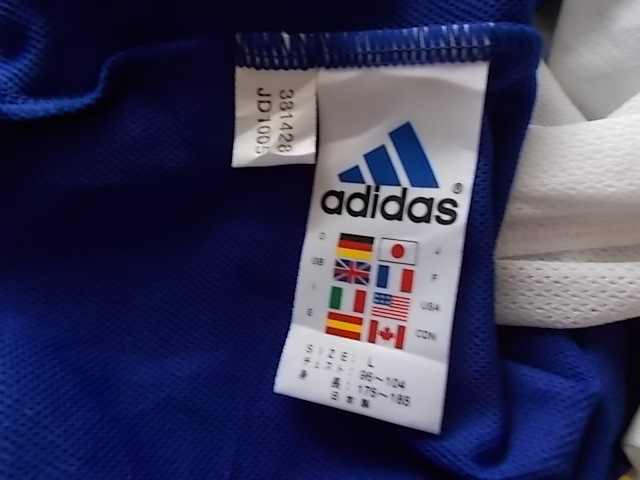 381428
JD1005
adidas®
D J
GB F
I USA
E CDN
SIZE: L
チェスト: 96~104
身長: 175~185
日本製